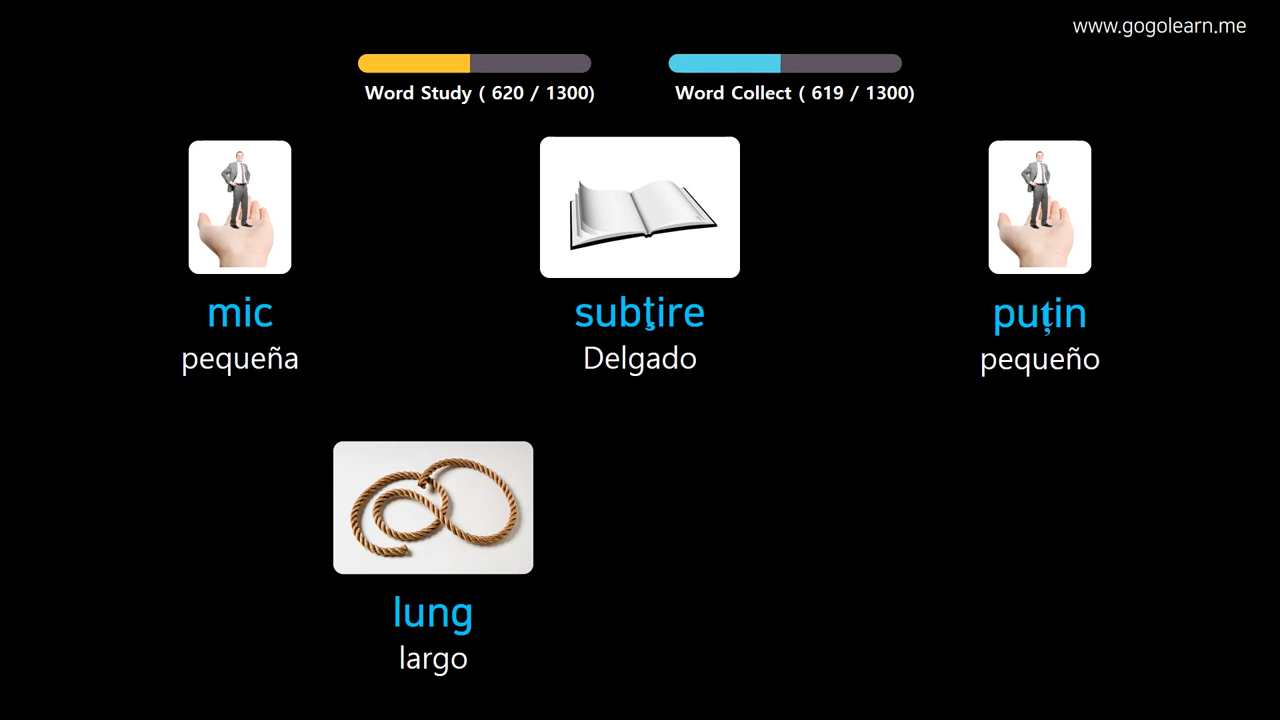 www.gogolearn.me
Word Study ( 620 / 1300)
Word Collect ( 619 / 1300)
mic
pequeña
subţire
Delgado
puțin
pequeño
lung
largo